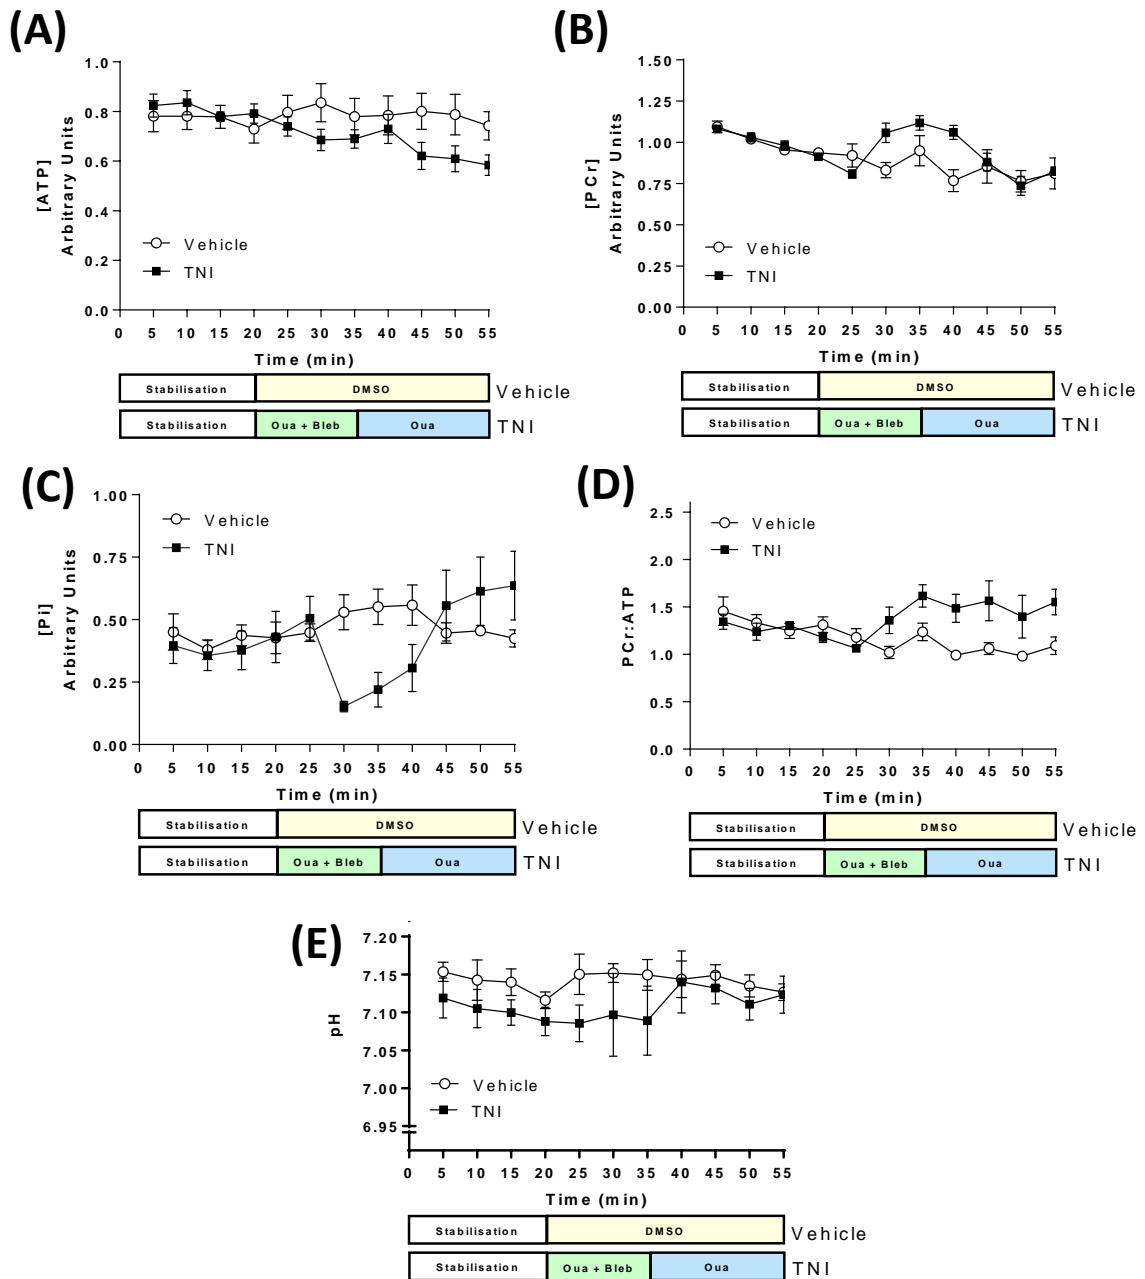 (A)
[ATP]
Arbitrary Units
1.0
0.8
0.6
0.4
0.2
0.0
Vehicle
TNI
0 5 10 15 20 25 30 35 40 45 50 55
Time (min)
Stabilisation DMSO Vehicle
Stabilisation Oua + Bleb Oua TNI
(B)
[PCr]
Arbitrary Units
1.50
1.25
1.00
0.75
0.50
0.25
0.00
Vehicle
TNI
0 5 10 15 20 25 30 35 40 45 50 55
Time (min)
Stabilisation DMSO Vehicle
Stabilisation Oua + Bleb Oua TNI
(C)
[Pi]
Arbitrary Units
1.00
0.75
0.50
0.25
0.00
Vehicle
TNI
0 5 10 15 20 25 30 35 40 45 50 55
Time (min)
Stabilisation DMSO Vehicle
Stabilisation Oua + Bleb Oua TNI
(D)
PCr:ATP
2.5
2.0
1.5
1.0
0.5
0.0
Vehicle
TNI
0 5 10 15 20 25 30 35 40 45 50 55
Time (min)
Stabilisation DMSO Vehicle
Stabilisation Oua + Bleb Oua TNI
(E)
pH
7.20
7.15
7.10
7.05
7.00
6.95
Vehicle
TNI
0 5 10 15 20 25 30 35 40 45 50 55
Time (min)
Stabilisation DMSO Vehicle
Stabilisation Oua + Bleb Oua TNI